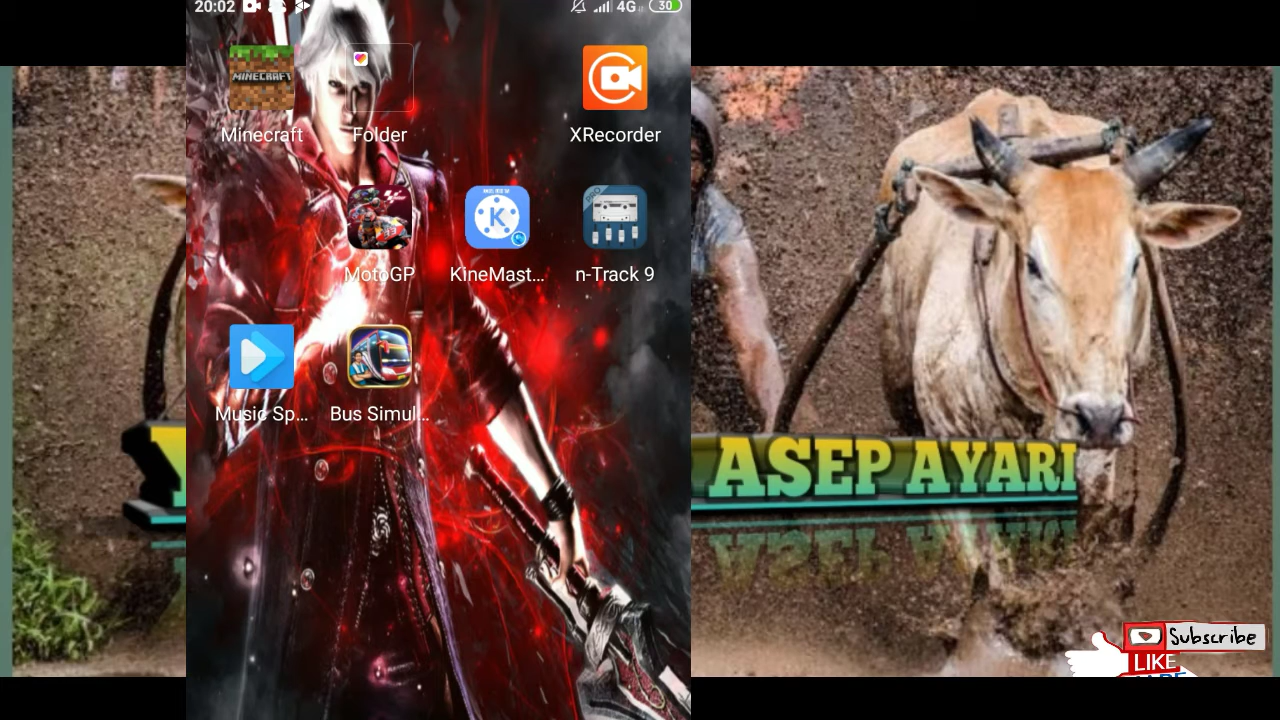 20:02
4G
30
MINECRAFT
Minecraft
Folder
XRecorder
PRO
K
MotoGP
KineMast...
n-Track 9
Music Sp...
Bus Simul...
ASEP AYARI
Subscribe
LIKE